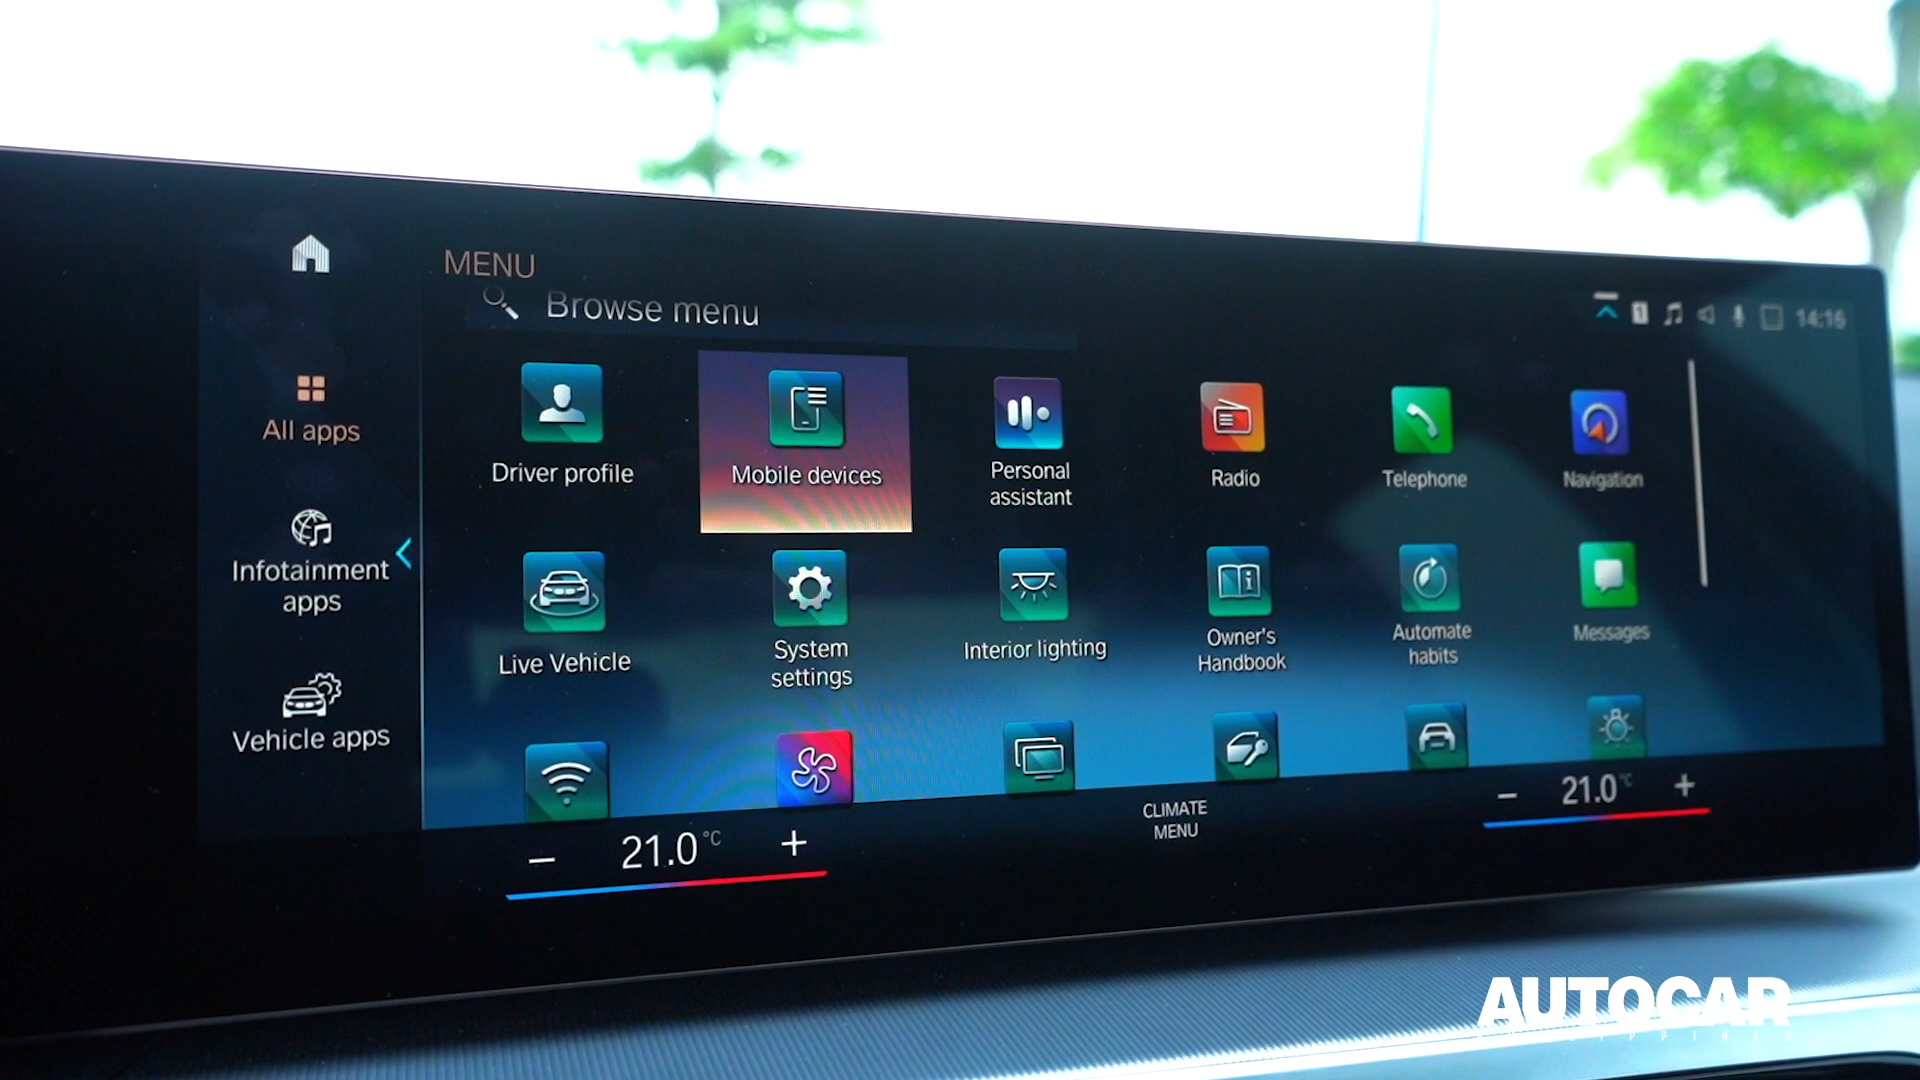 MENU
Browse menu
14:16
All apps
Infotainment
apps
Vehicle apps
Driver profile
Mobile devices
Personal
assistant
Radio
Telephone
Navigation
Live Vehicle
System
settings
Interior lighting
Owner's
Handbook
Automate
habits
Messages
− 21.0 °C +
CLIMATE
MENU
− 21.0 °C +
AUTOCAR